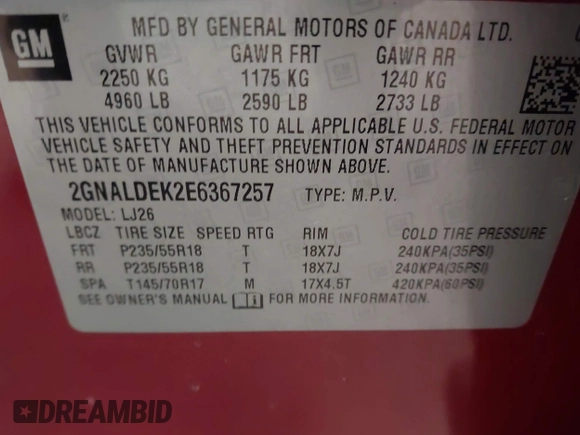 GM
MFD BY GENERAL MOTORS OF CANADA LTD.
GVWR GAWR FRT GAWR RR
2250 KG 1175 KG 1240 KG
4960 LB 2590 LB 2733 LB
THIS VEHICLE CONFORMS TO ALL APPLICABLE U.S. FEDERAL MOTOR
VEHICLE SAFETY AND THEFT PREVENTION STANDARDS IN EFFECT ON
THE DATE OF MANUFACTURE SHOWN ABOVE.
2GNALDEK2E6367257 TYPE: M.P.V.
MODEL: LJ26
LBCZ TIRE SIZE SPEED RTG RIM COLD TIRE PRESSURE
FRT P235/55R18 T 18X7J 240KPA(35PSI)
RR P235/55R18 T 18X7J 240KPA(35PSI)
SPA T145/70R17 M 17X4.5T 420KPA(60PSI)
SEE OWNER'S MANUAL FOR MORE INFORMATION.
DREAMBID